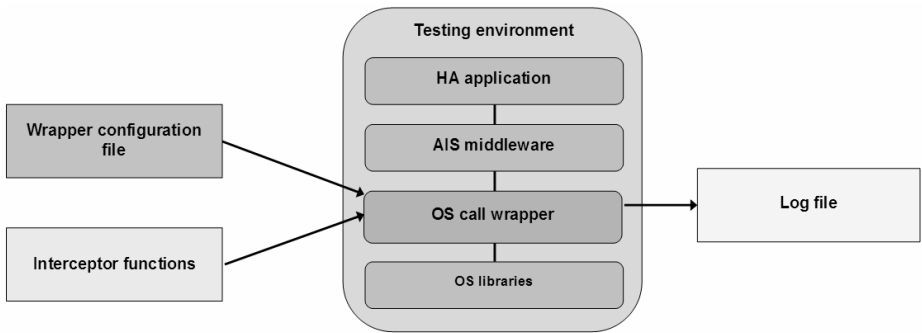 Testing environment
HA application
Wrapper configuration
file
AIS middleware
OS call wrapper
Log file
Interceptor functions
OS libraries